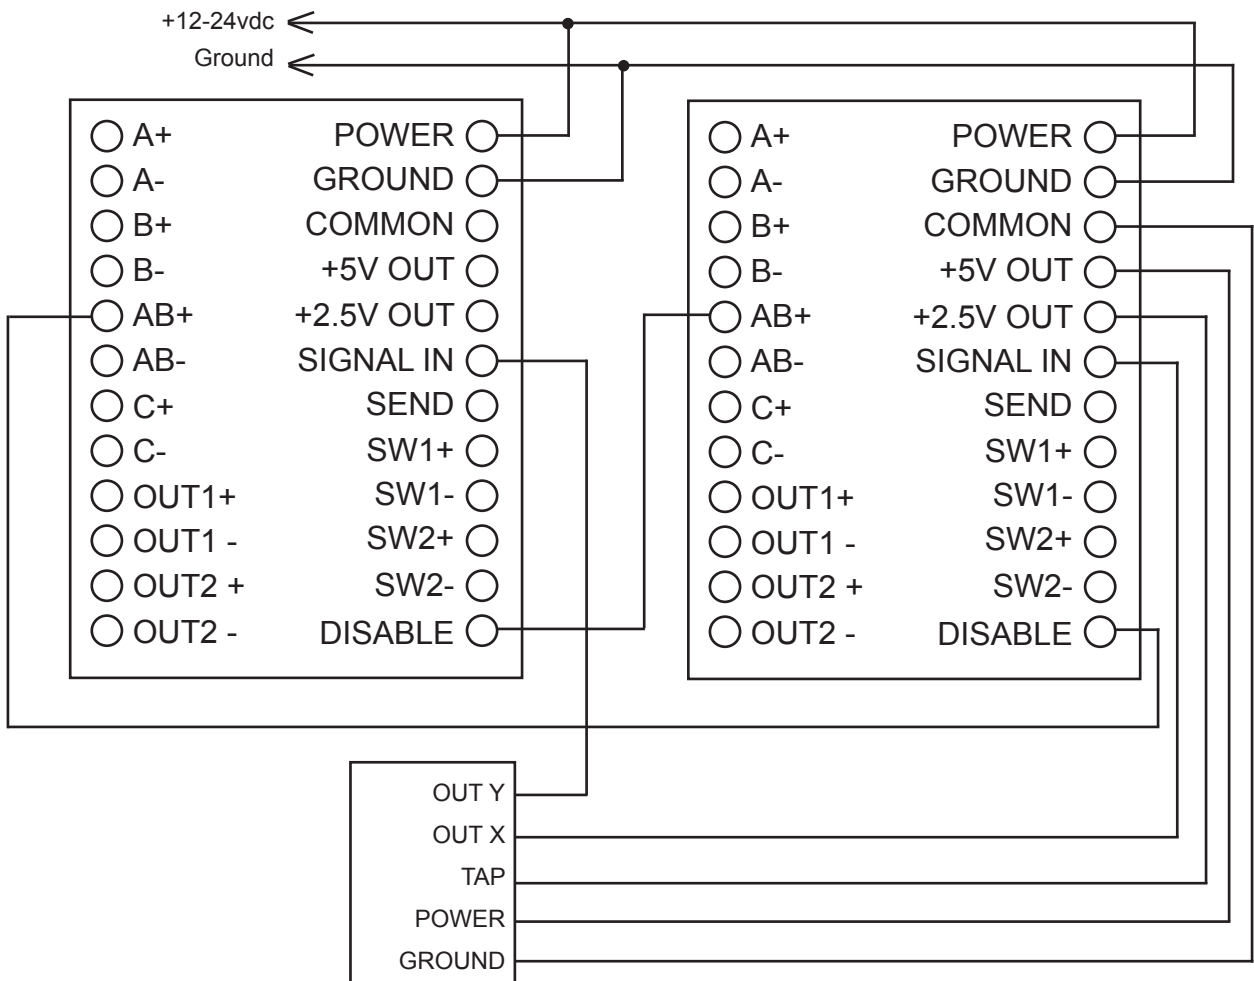 +12-24vdc
Ground
A+ POWER
A- GROUND
B+ COMMON
B- +5V OUT
AB+ +2.5V OUT
AB- SIGNAL IN
C+ SEND
C- SW1+
OUT1+ SW1-
OUT1 - SW2+
OUT2 + SW2-
OUT2 - DISABLE
A+ POWER
A- GROUND
B+ COMMON
B- +5V OUT
AB+ +2.5V OUT
AB- SIGNAL IN
C+ SEND
C- SW1+
OUT1+ SW1-
OUT1 - SW2+
OUT2 + SW2-
OUT2 - DISABLE
OUT Y
OUT X
TAP
POWER
GROUND